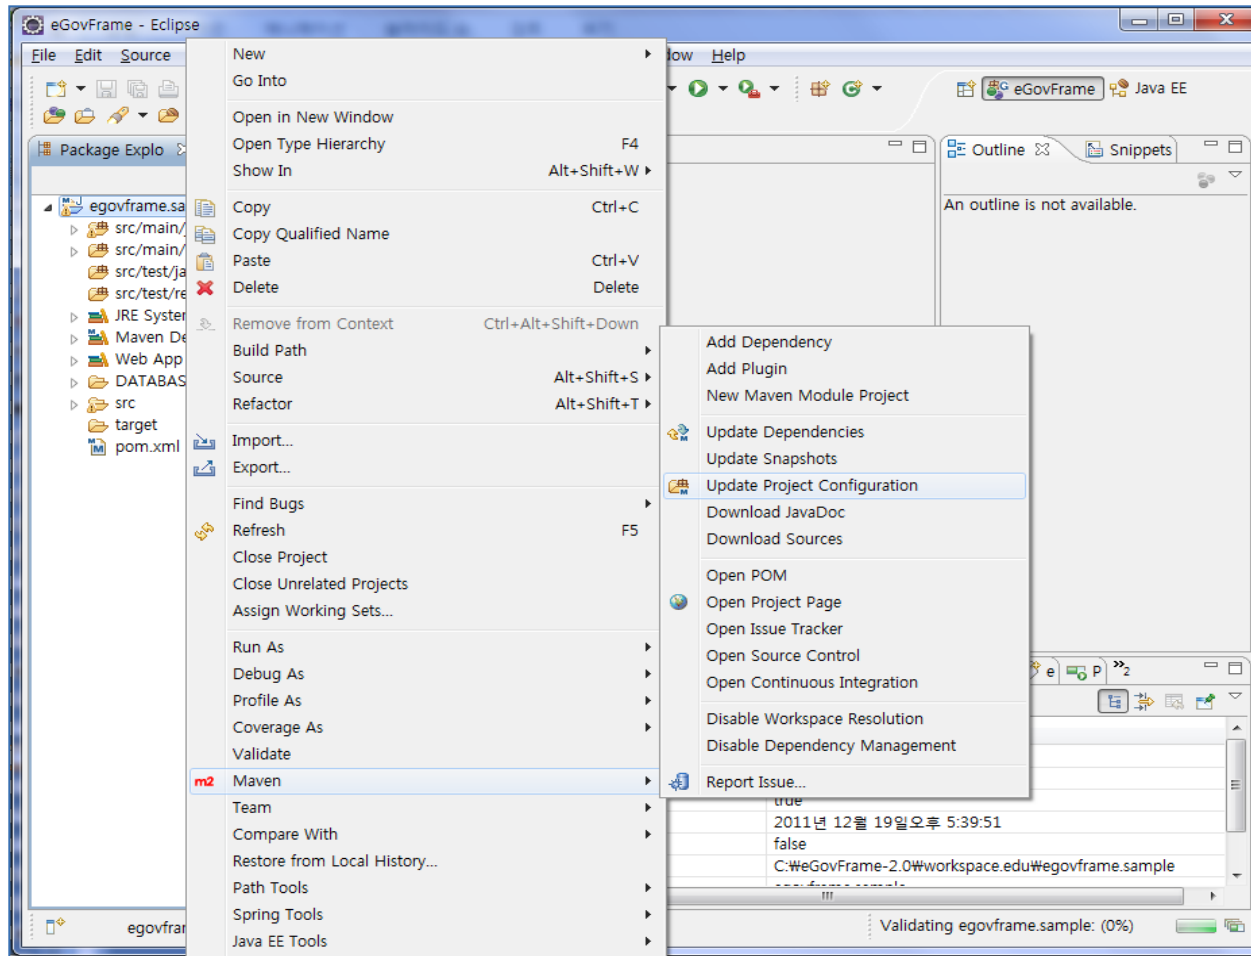 eGovFrame - Eclipse
File Edit Source
dow Help
eGovFrame Java EE
Package Explo
Outline Snippets
An outline is not available.
egovframe.sa
src/main/
src/main/
src/test/ja
src/test/re
JRE System
Maven De
Web App
DATABAS
src
target
pom.xml
New
Go Into
Open in New Window
Open Type Hierarchy F4
Show In Alt+Shift+W
Copy Ctrl+C
Copy Qualified Name
Paste Ctrl+V
Delete Delete
Remove from Context Ctrl+Alt+Shift+Down
Build Path
Source Alt+Shift+S
Refactor Alt+Shift+T
Import...
Export...
Find Bugs
Refresh F5
Close Project
Close Unrelated Projects
Assign Working Sets...
Run As
Debug As
Profile As
Coverage As
Validate
m2 Maven
Team
Compare With
Restore from Local History...
Path Tools
Spring Tools
Java EE Tools
Add Dependency
Add Plugin
New Maven Module Project
Update Dependencies
Update Snapshots
Update Project Configuration
Download JavaDoc
Download Sources
Open POM
Open Project Page
Open Issue Tracker
Open Source Control
Open Continuous Integration
Disable Workspace Resolution
Disable Dependency Management
Report Issue...
e P »2
true
2011년 12월 19일오후 5:39:51
false
C:₩eGovFrame-2.0₩workspace.edu₩egovframe.sample
egovfra
Validating egovframe.sample: (0%)